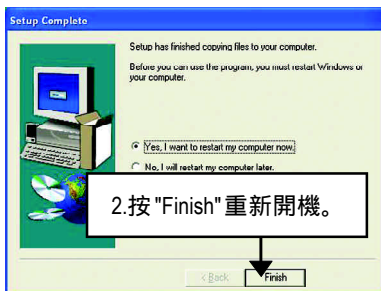 Setup Complete
Setup has finished copying files to your computer.
Before you can use the program, you must restart Windows or
your computer.
Yes, I want to restart my computer now.
No, I will restart my computer later.
2.按"Finish"重新開機。
< Back
Finish